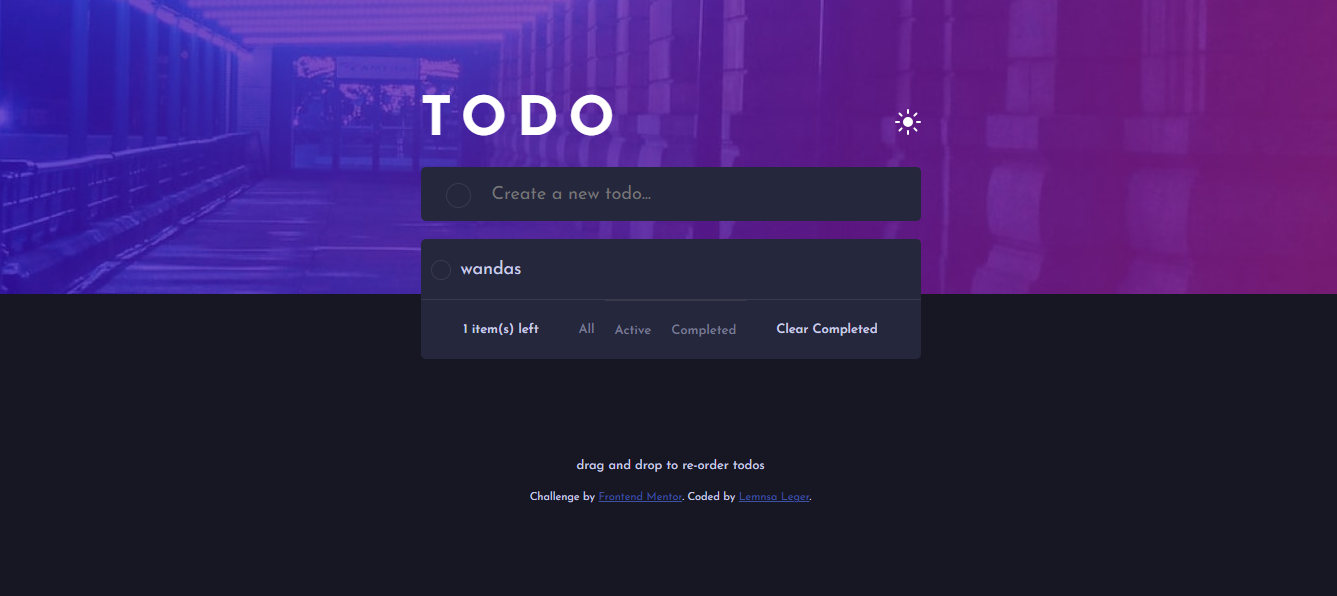 TODO
Create a new todo...
wandas
1 item(s) left All Active Completed Clear Completed
drag and drop to re-order todos
Challenge by Frontend Mentor. Coded by Lemnsa Leger.